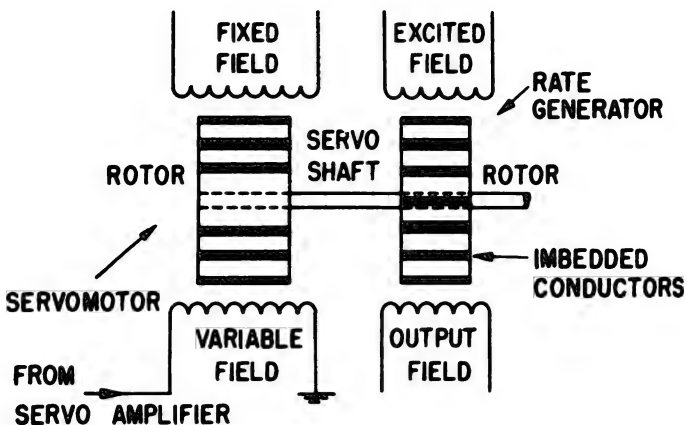 FIXED
FIELD
EXCITED
FIELD
RATE
GENERATOR
SERVO
SHAFT
ROTOR
ROTOR
IMBEDDED
CONDUCTORS
SERVOMOTOR
VARIABLE
FIELD
OUTPUT
FIELD
FROM
SERVO AMPLIFIER